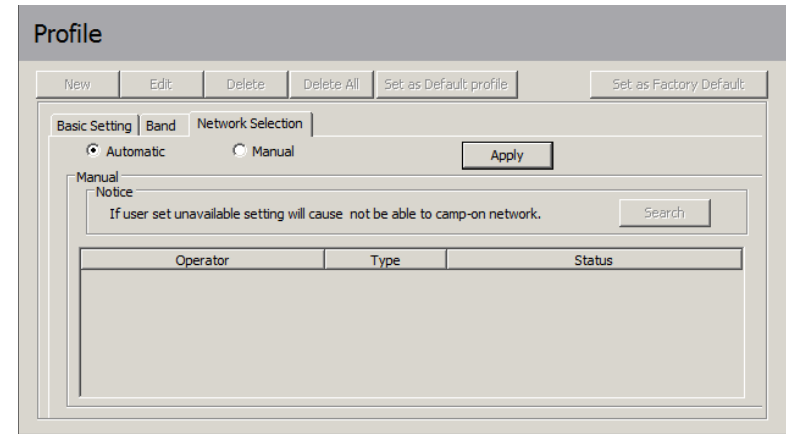 Profile
New Edit Delete Delete All Set as Default profile Set as Factory Default
Basic Setting Band Network Selection
Automatic Manual Apply
Manual
Notice
If user set unavailable setting will cause not be able to camp-on network. Search
Operator Type Status